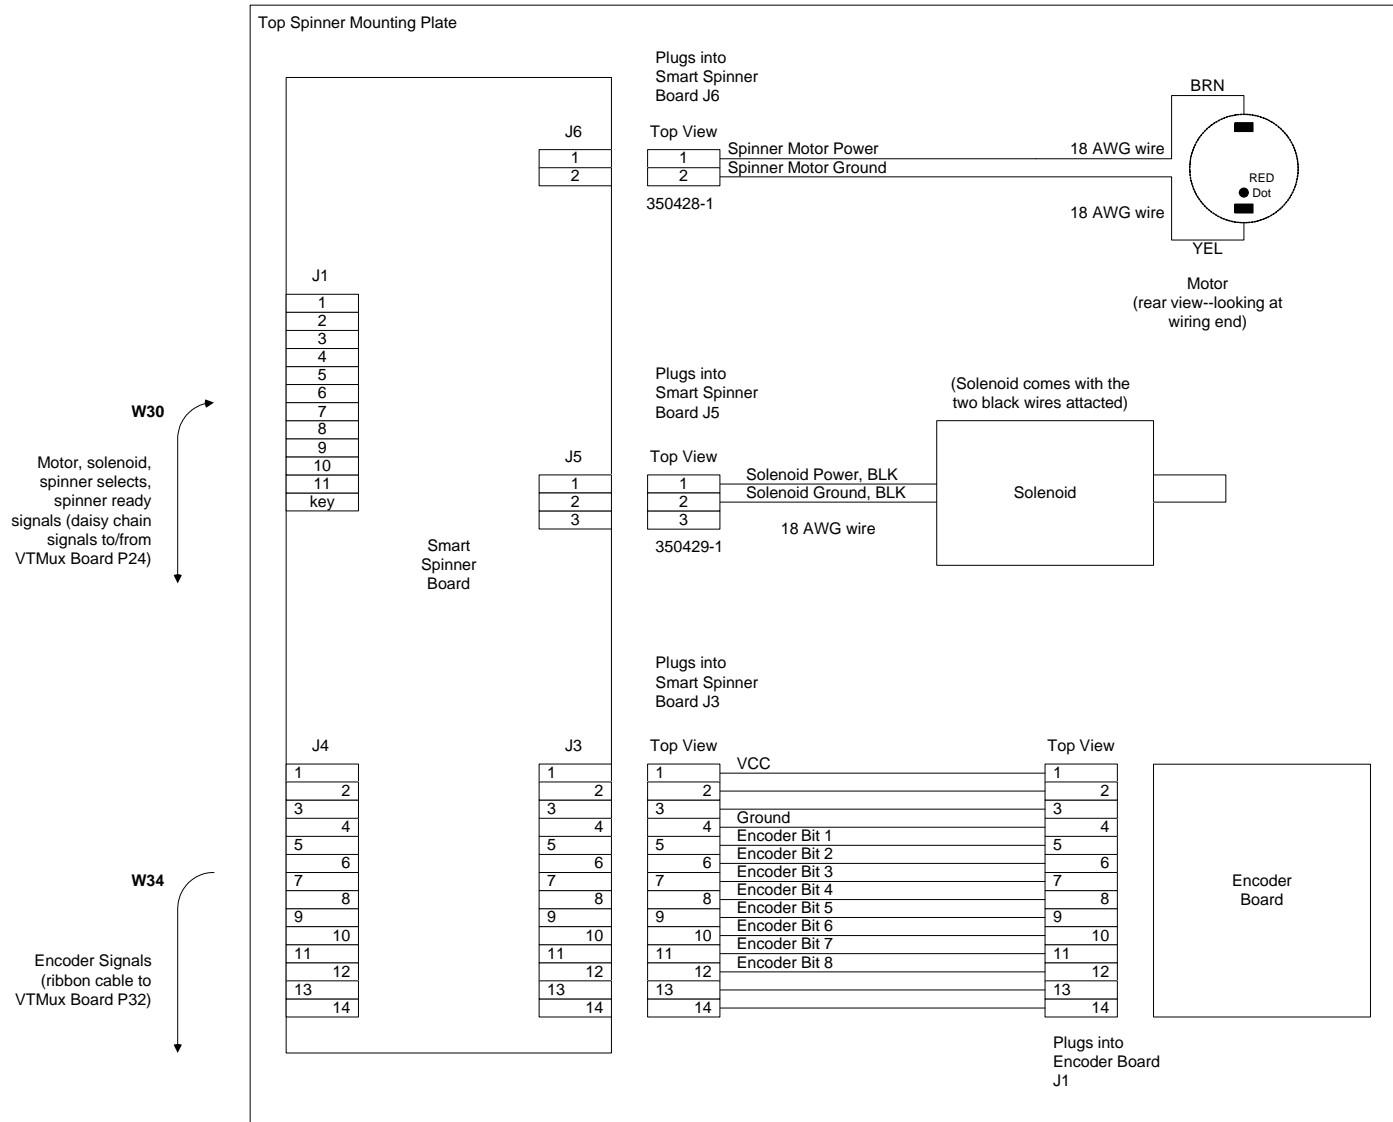 Top Spinner Mounting Plate
Plugs into
Smart Spinner
Board J6
BRN
J6
Top View
1
2
1
2
Spinner Motor Power
Spinner Motor Ground
18 AWG wire
18 AWG wire
350428-1
RED
Dot
YEL
Motor
(rear view--looking at
wiring end)
J1
1
2
3
4
5
6
7
8
9
10
11
key
W30
Motor, solenoid,
spinner selects,
spinner ready
signals (daisy chain
signals to/from
VTMux Board P24)
Plugs into
Smart Spinner
Board J5
(Solenoid comes with the
two black wires attacted)
J5
Top View
1
2
3
1
2
3
Solenoid Power, BLK
Solenoid Ground, BLK
18 AWG wire
350429-1
Solenoid
Smart
Spinner
Board
Plugs into
Smart Spinner
Board J3
J4
1
2
3
4
5
6
7
8
9
10
11
12
13
14
J3
1
2
3
4
5
6
7
8
9
10
11
12
13
14
Top View
1
2
3
4
5
6
7
8
9
10
11
12
13
14
VCC
Ground
Encoder Bit 1
Encoder Bit 2
Encoder Bit 3
Encoder Bit 4
Encoder Bit 5
Encoder Bit 6
Encoder Bit 7
Encoder Bit 8
Top View
1
2
3
4
5
6
7
8
9
10
11
12
13
14
Plugs into
Encoder Board
J1
Encoder
Board
W34
Encoder Signals
(ribbon cable to
VTMux Board P32)